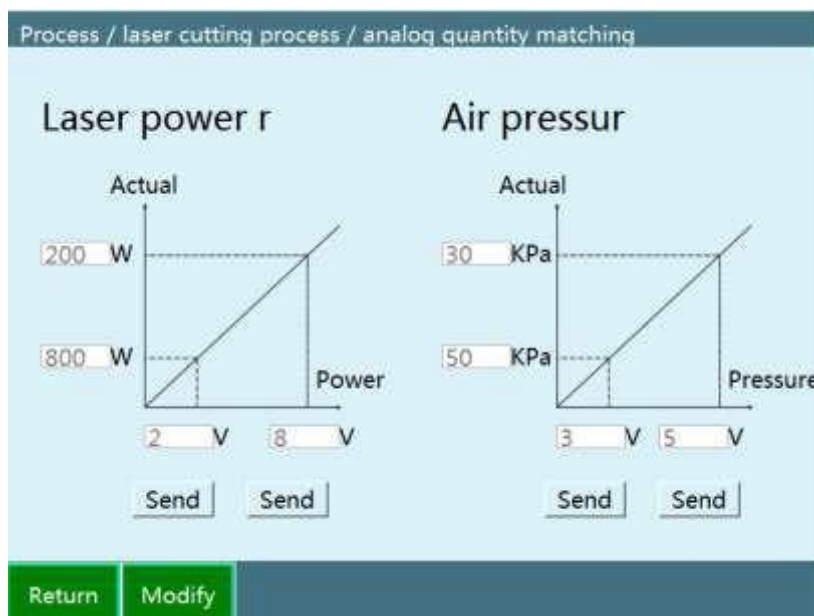 Process / laser cutting process / analog quantity matching
Laser power r
Air pressur
Actual
Actual
200 W
30 KPa
800 W
50 KPa
Power
Pressure
2 V 8 V
3 V 5 V
Send Send
Send Send
Return Modify